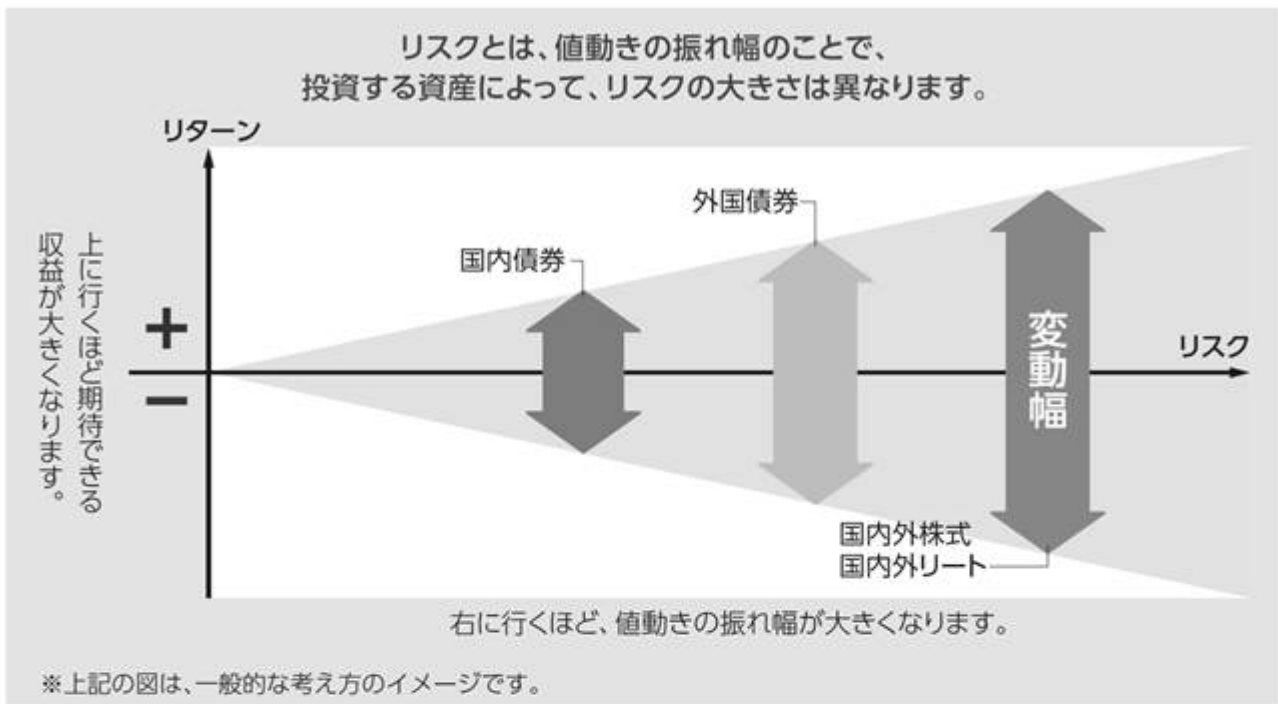 リスクとは、値動きの振れ幅のことで、
投資する資産によって、リスクの大きさは異なります。
リターン
上に行くほど期待できる
収益が大きくなります。
+
−
国内債券
外国債券
変動幅
リスク
国内外株式
国内外リート
右に行くほど、値動きの振れ幅が大きくなります。
※上記の図は、一般的な考え方のイメージです。